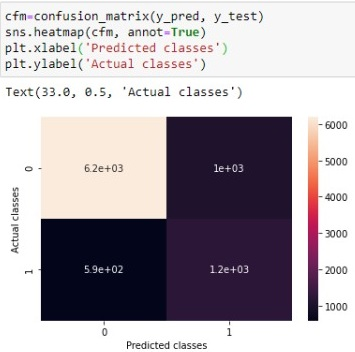 cfm=confusion_matrix(y_pred, y_test)
sns.heatmap(cfm, annot=True)
plt.xlabel('Predicted classes')
plt.ylabel('Actual classes')
Text(33.0, 0.5, 'Actual classes')
Actual classes
0
1
6.2e+03 1e+03
5.9e+02 1.2e+03
0 1
Predicted classes
6000
5000
4000
3000
2000
1000